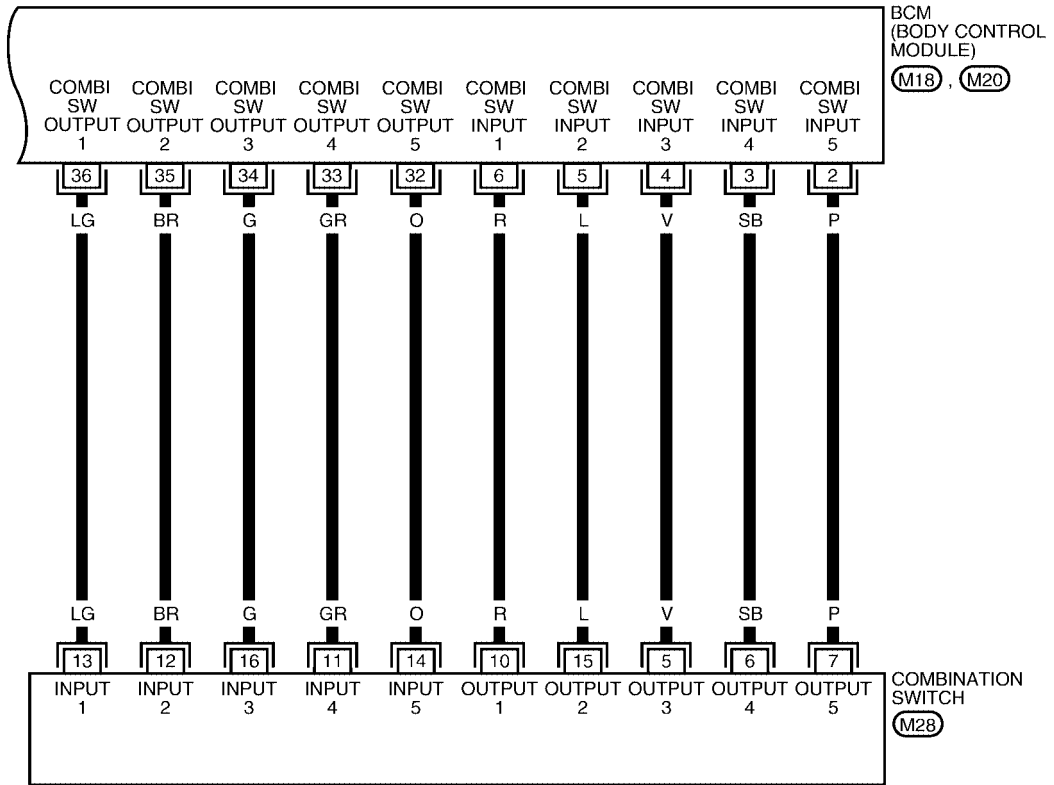 BCM
(BODY CONTROL
MODULE)
M18 , M20
COMBI COMBI COMBI COMBI COMBI COMBI COMBI COMBI COMBI COMBI
SW SW SW SW SW SW SW SW SW SW
OUTPUT OUTPUT OUTPUT OUTPUT OUTPUT INPUT INPUT INPUT INPUT INPUT
1 2 3 4 5 1 2 3 4 5
36 35 34 33 32 6 5 4 3 2
LG BR G GR O R L V SB P
LG BR G GR O R L V SB P
13 12 16 11 14 10 15 5 6 7
INPUT INPUT INPUT INPUT INPUT OUTPUT OUTPUT OUTPUT OUTPUT OUTPUT
1 2 3 4 5 1 2 3 4 5
COMBINATION
SWITCH
M28